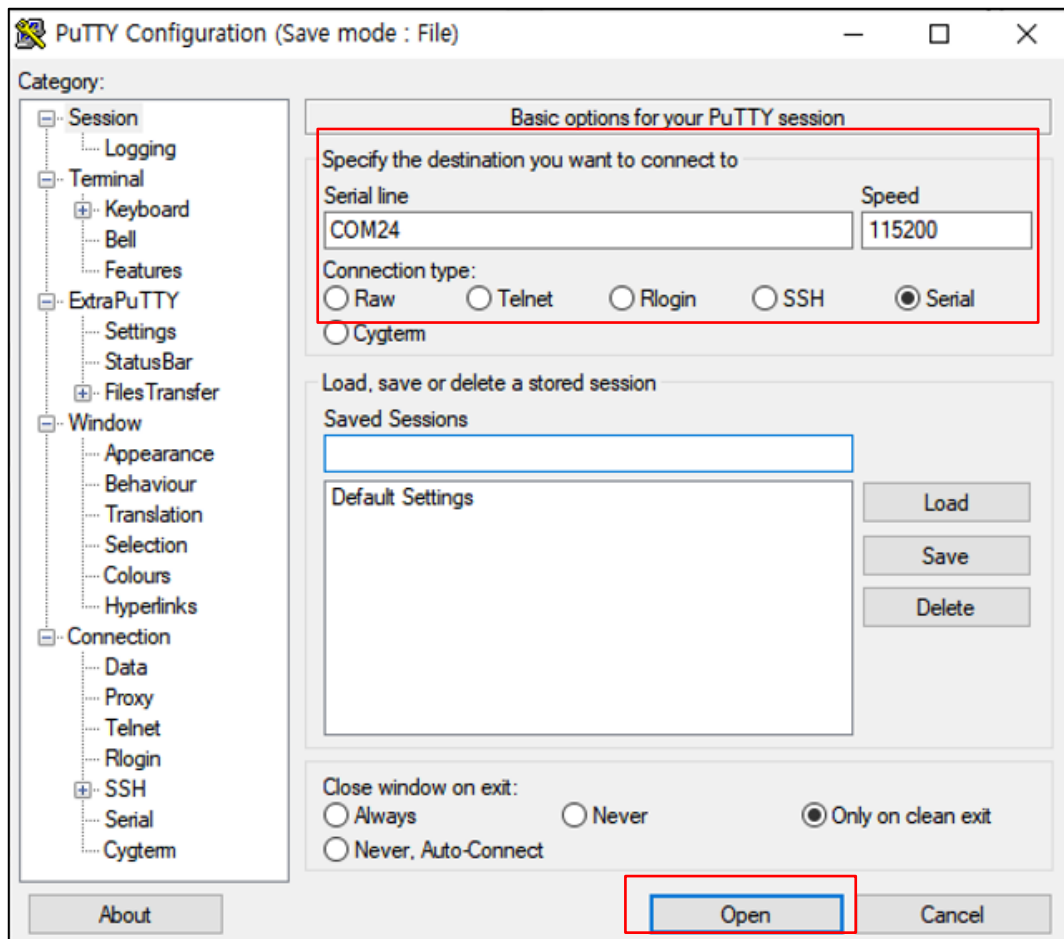 PuTTY Configuration (Save mode : File)
Category:
Session
Logging
Terminal
Keyboard
Bell
Features
ExtraPuTTY
Settings
StatusBar
FilesTransfer
Window
Appearance
Behaviour
Translation
Selection
Colours
Hyperlinks
Connection
Data
Proxy
Telnet
Rlogin
SSH
Serial
Cygterm
Basic options for your PuTTY session
Specify the destination you want to connect to
Serial line Speed
COM24 115200
Connection type:
Raw Telnet Rlogin SSH Serial
Cygterm
Load, save or delete a stored session
Saved Sessions
Default Settings
Load
Save
Delete
Close window on exit:
Always Never Only on clean exit
Never, Auto-Connect
About Open Cancel